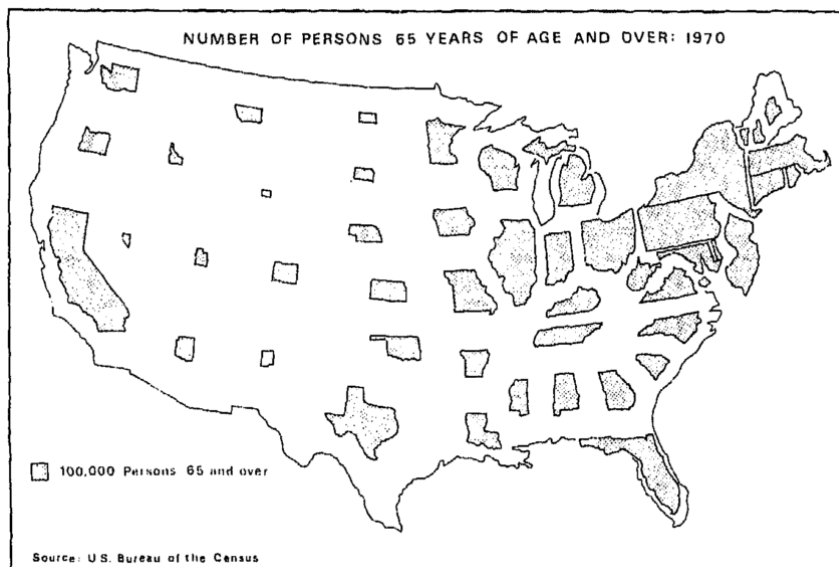 NUMBER OF PERSONS 65 YEARS OF AGE AND OVER: 1970
100,000 Persons 65 and over
Source: U.S. Bureau of the Census